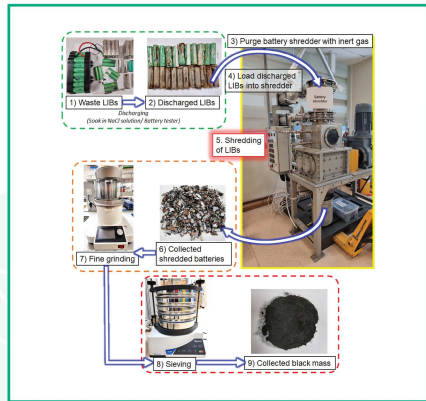 3) Purge battery shredder with inert gas
4) Load discharged
LIBs into shredder
Battery
Shredder
1) Waste LIBs
2) Discharged LIBs
Discharging
(Soak in NaCl solution/ Battery tester)
5. Shredding
of LIBs
6) Collected
shredded batteries
7) Fine grinding
8) Sieving
9) Collected black mass